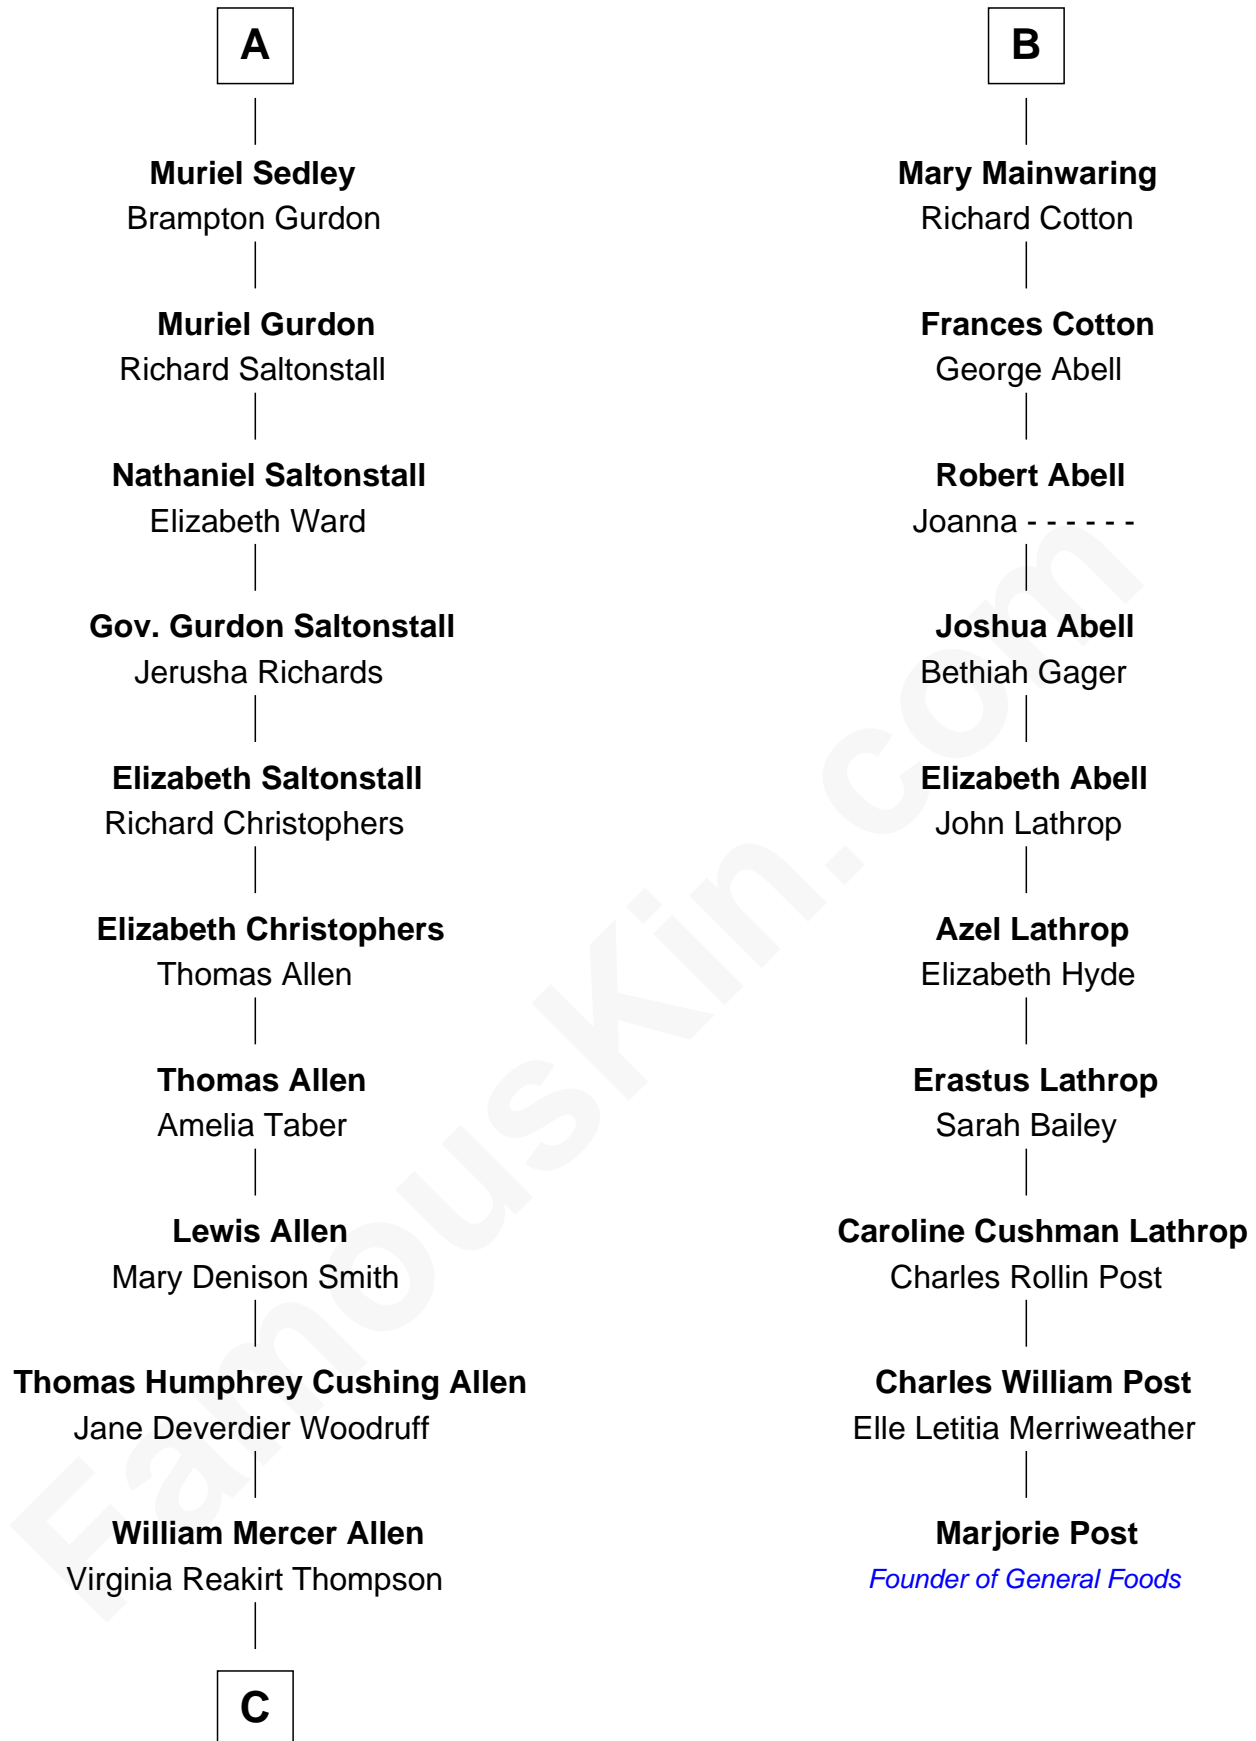 A
Muriel Sedley
Brampton Gurdon
Muriel Gurdon
Richard Saltonstall
Nathaniel Saltonstall
Elizabeth Ward
Gov. Gurdon Saltonstall
Jerusha Richards
Elizabeth Saltonstall
Richard Christophers
Elizabeth Christophers
Thomas Allen
Thomas Allen
Amelia Taber
Lewis Allen
Mary Denison Smith
Thomas Humphrey Cushing Allen
Jane Deverdier Woodruff
William Mercer Allen
Virginia Reakirt Thompson
C
B
Mary Mainwaring
Richard Cotton
Frances Cotton
George Abell
Robert Abell
Joanna - - - - - -
Joshua Abell
Bethiah Gager
Elizabeth Abell
John Lathrop
Azel Lathrop
Elizabeth Hyde
Erastus Lathrop
Sarah Bailey
Caroline Cushman Lathrop
Charles Rollin Post
Charles William Post
Elle Letitia Merriweather
Marjorie Post
Founder of General Foods
FamousKin.com